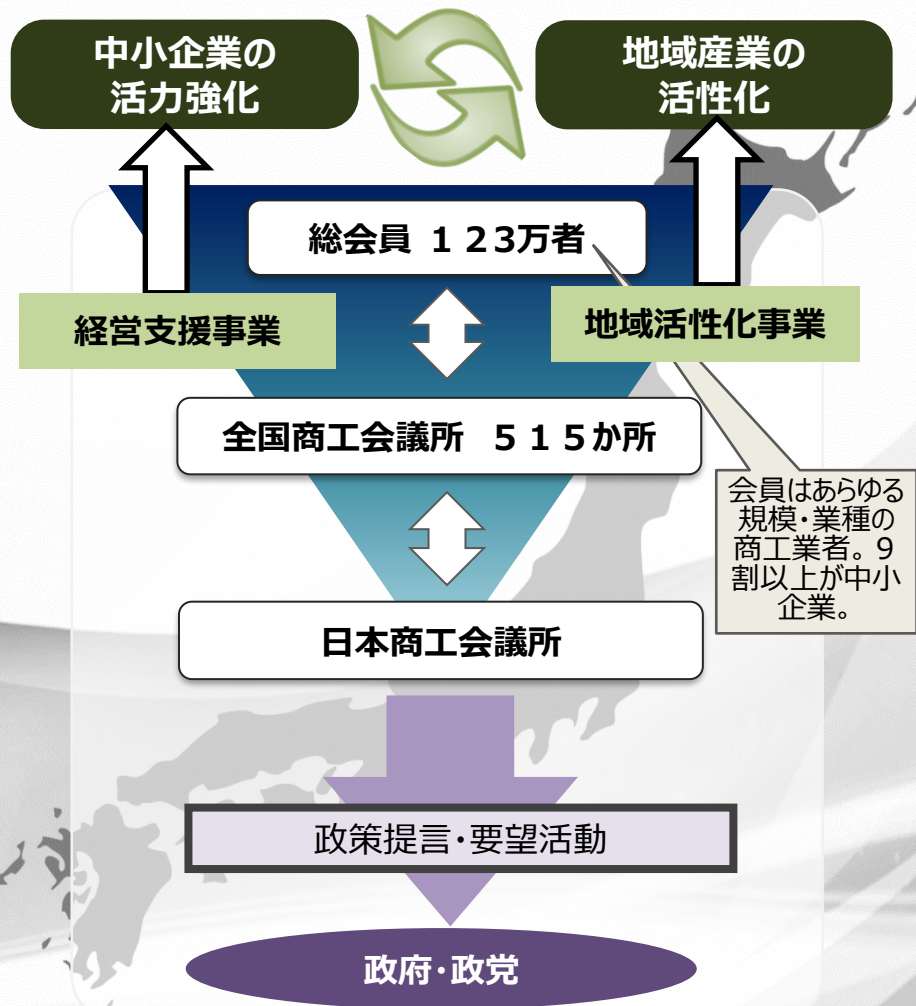 中小企業の
活力強化
地域産業の
活性化
総会員 １２3万者
経営支援事業
地域活性化事業
全国商工会議所 ５１５か所
会員はあらゆる
規模・業種の
商工業者。９
割以上が中小
企業。
日本商工会議所
政策提言・要望活動
政府・政党